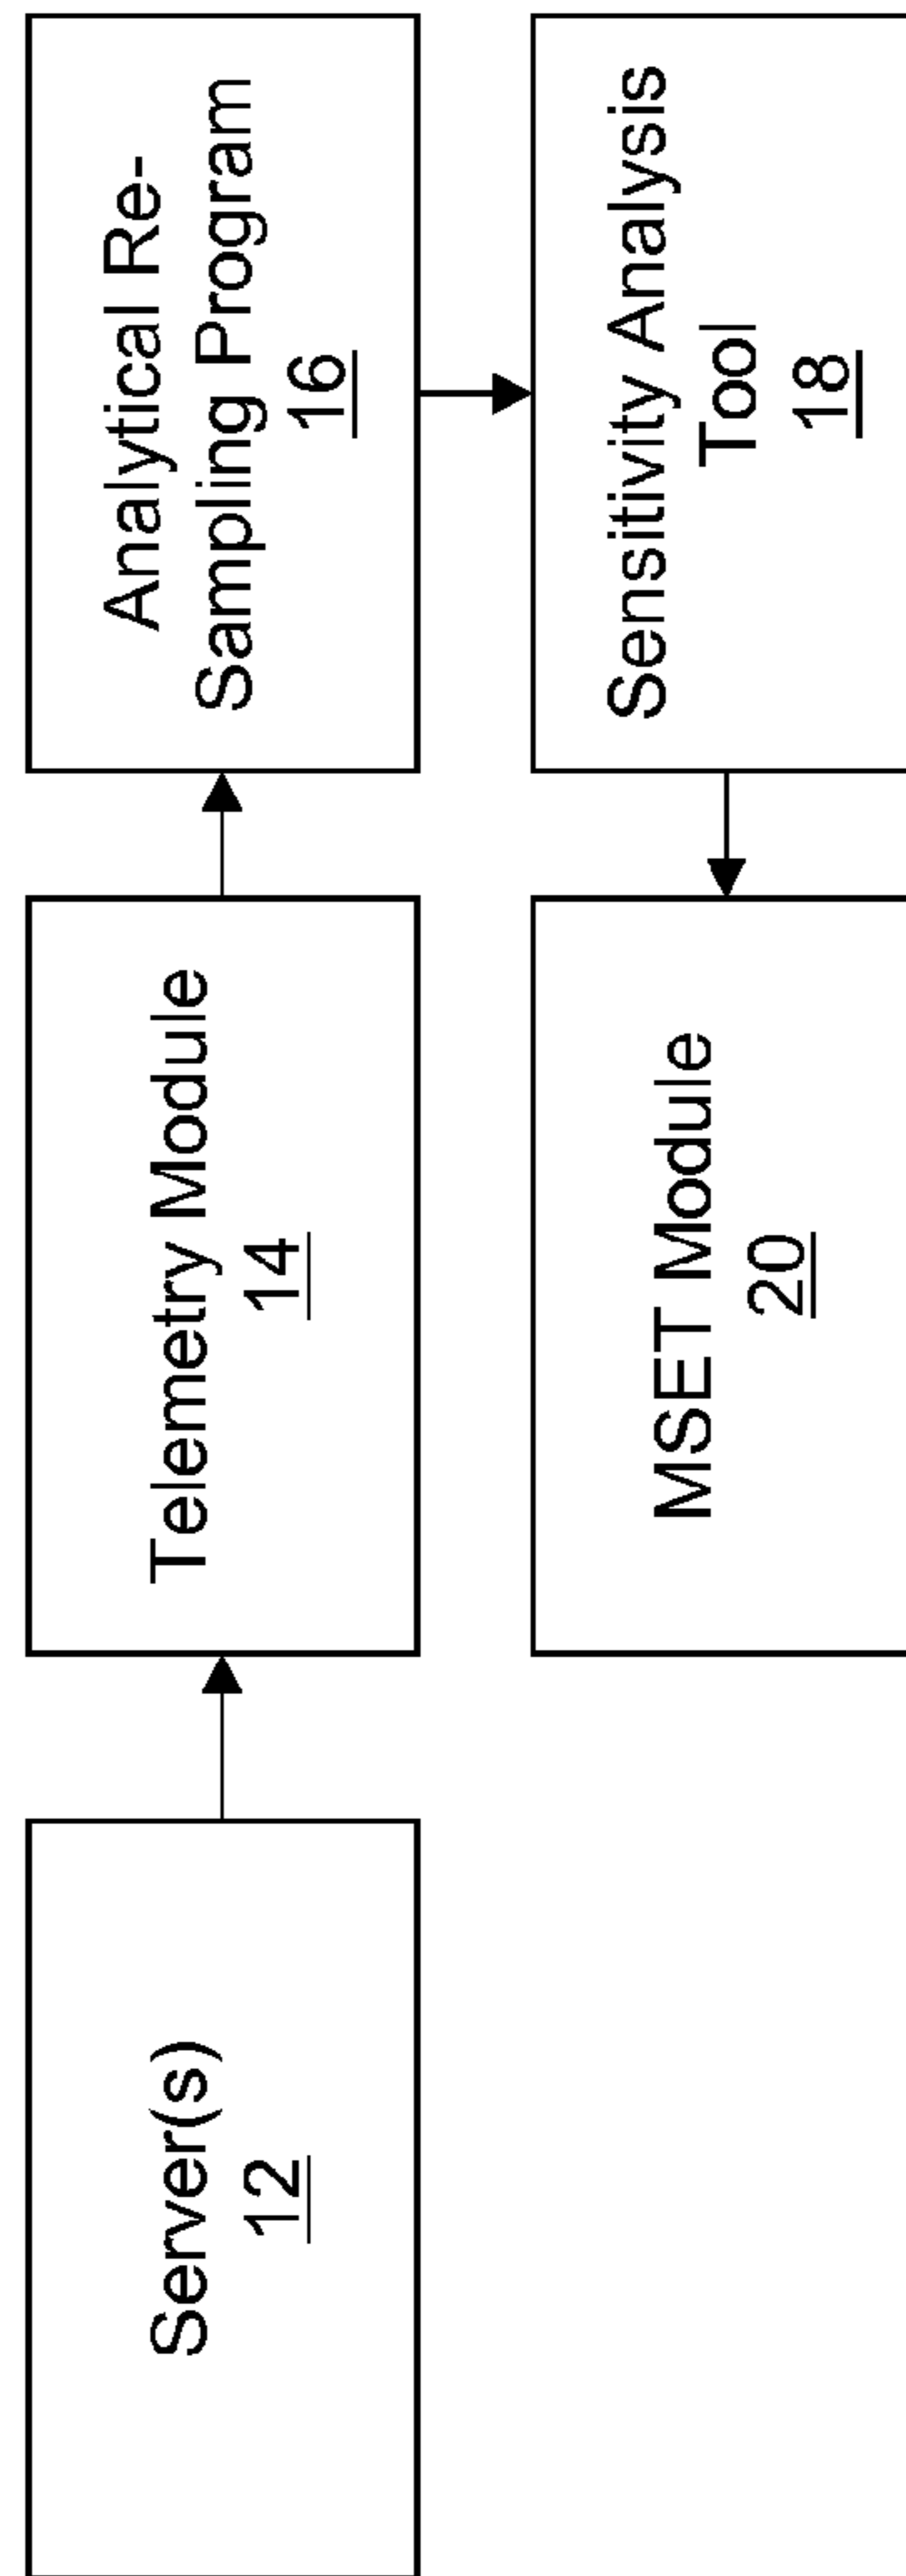 Server(s)
12
Telemetry Module
14
Analytical Re-
Sampling Program
16
Sensitivity Analysis
Tool
18
MSET Module
20